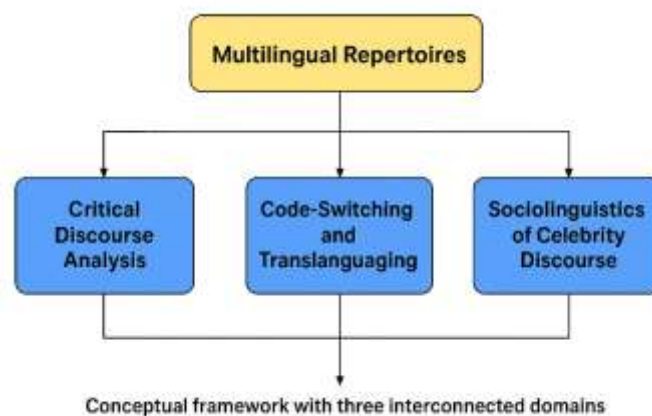 Multilingual Repertoires
Critical
Discourse
Analysis
Code-Switching
and
Translanguaging
Sociolinguistics
of Celebrity
Discourse
Conceptual framework with three interconnected domains